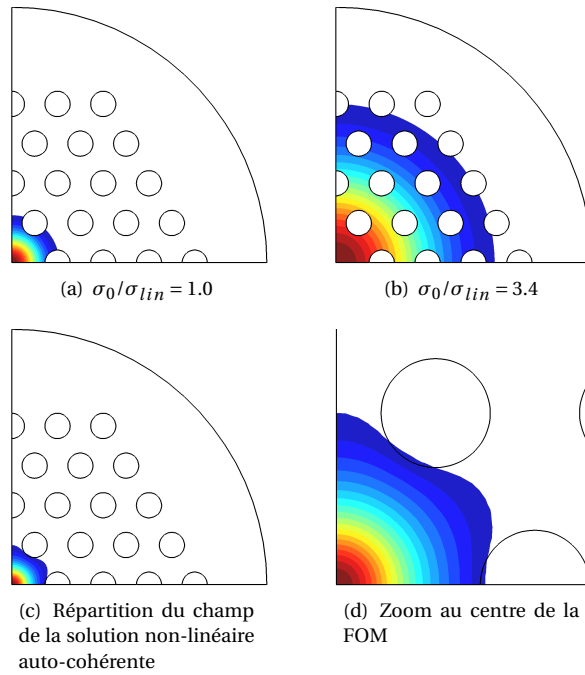 (a) σ0/σlin = 1.0
(b) σ0/σlin = 3.4
(c) Répartition du champ
de la solution non-linéaire
auto-cohérente
(d) Zoom au centre de la
FOM